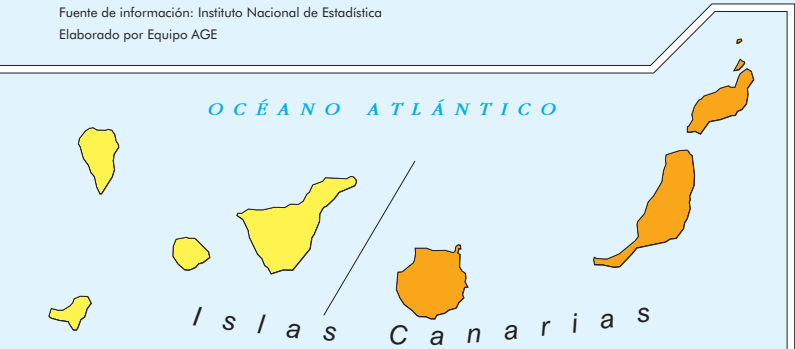 Fuente de información: Instituto Nacional de Estadística
Elaborado por Equipo AGE
OCÉANO ATLÁNTICO
Islas Canarias